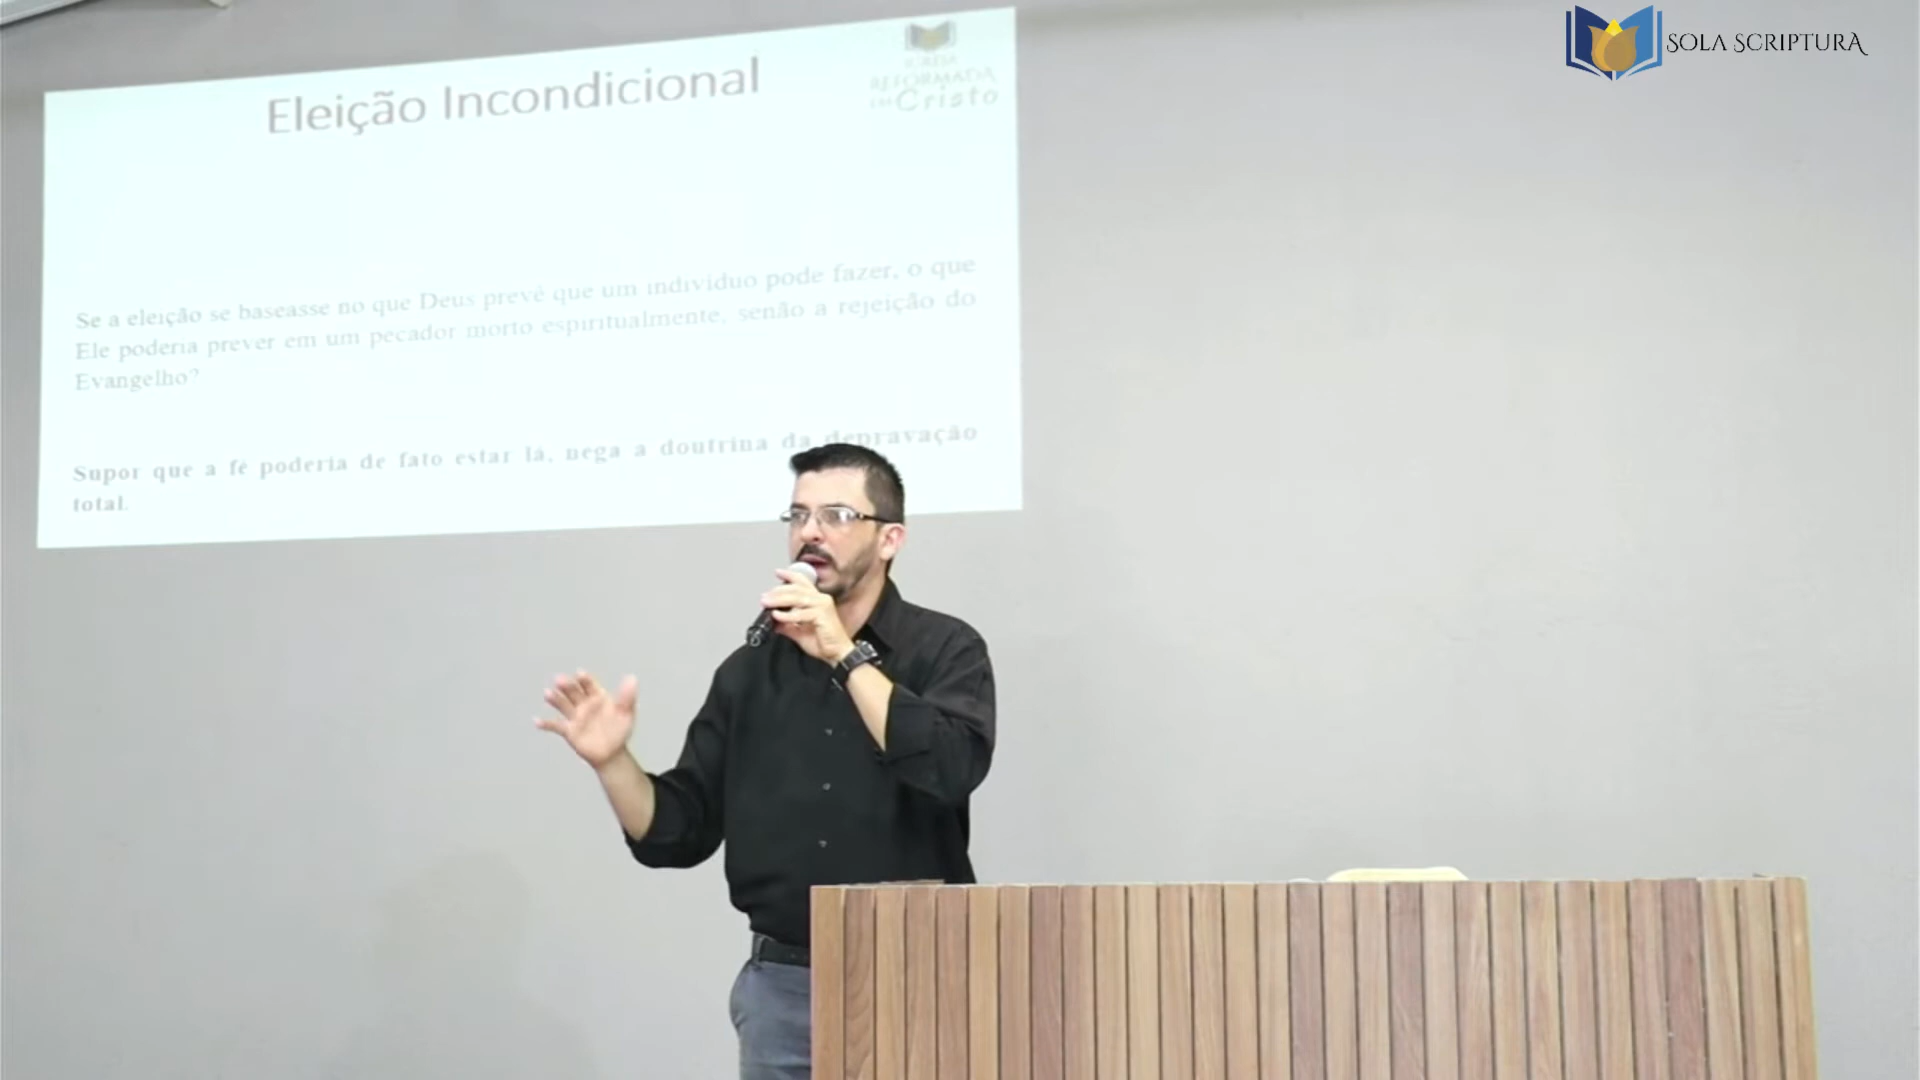 SOLA SCRIPTURA
Eleição Incondicional
IGREJA
REFORMADA
EM Cristo
Se a eleição se baseasse no que Deus prevê que um indivíduo pode fazer, o que
Ele poderia prever em um pecador morto espiritualmente, senão a rejeição do
Evangelho?
Supor que a fé poderia de fato estar lá, nega a doutrina da depravação
total.